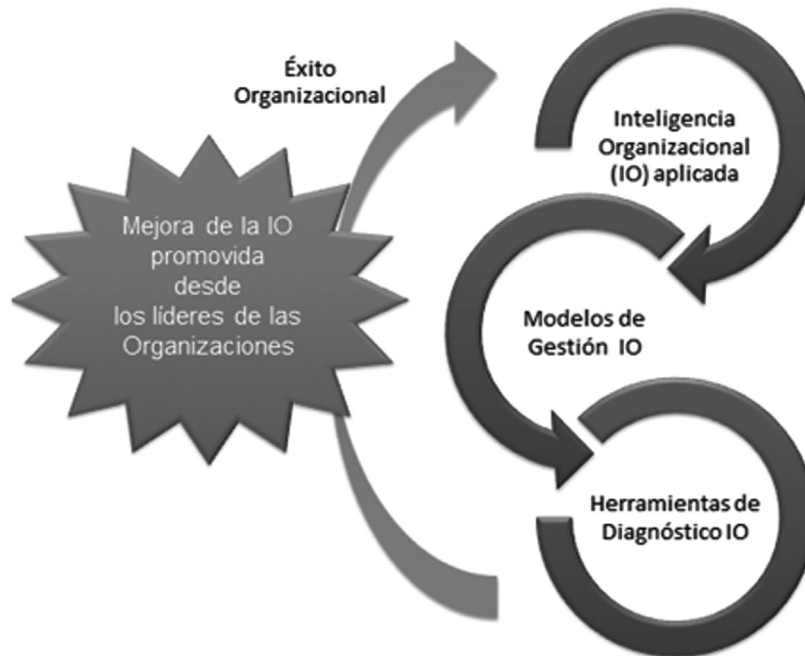 Éxito
Organizacional
Mejora de la IO
promovida
desde
los líderes de las
Organizaciones
Inteligencia
Organizacional
(IO) aplicada
Modelos de
Gestión IO
Herramientas de
Diagnóstico IO